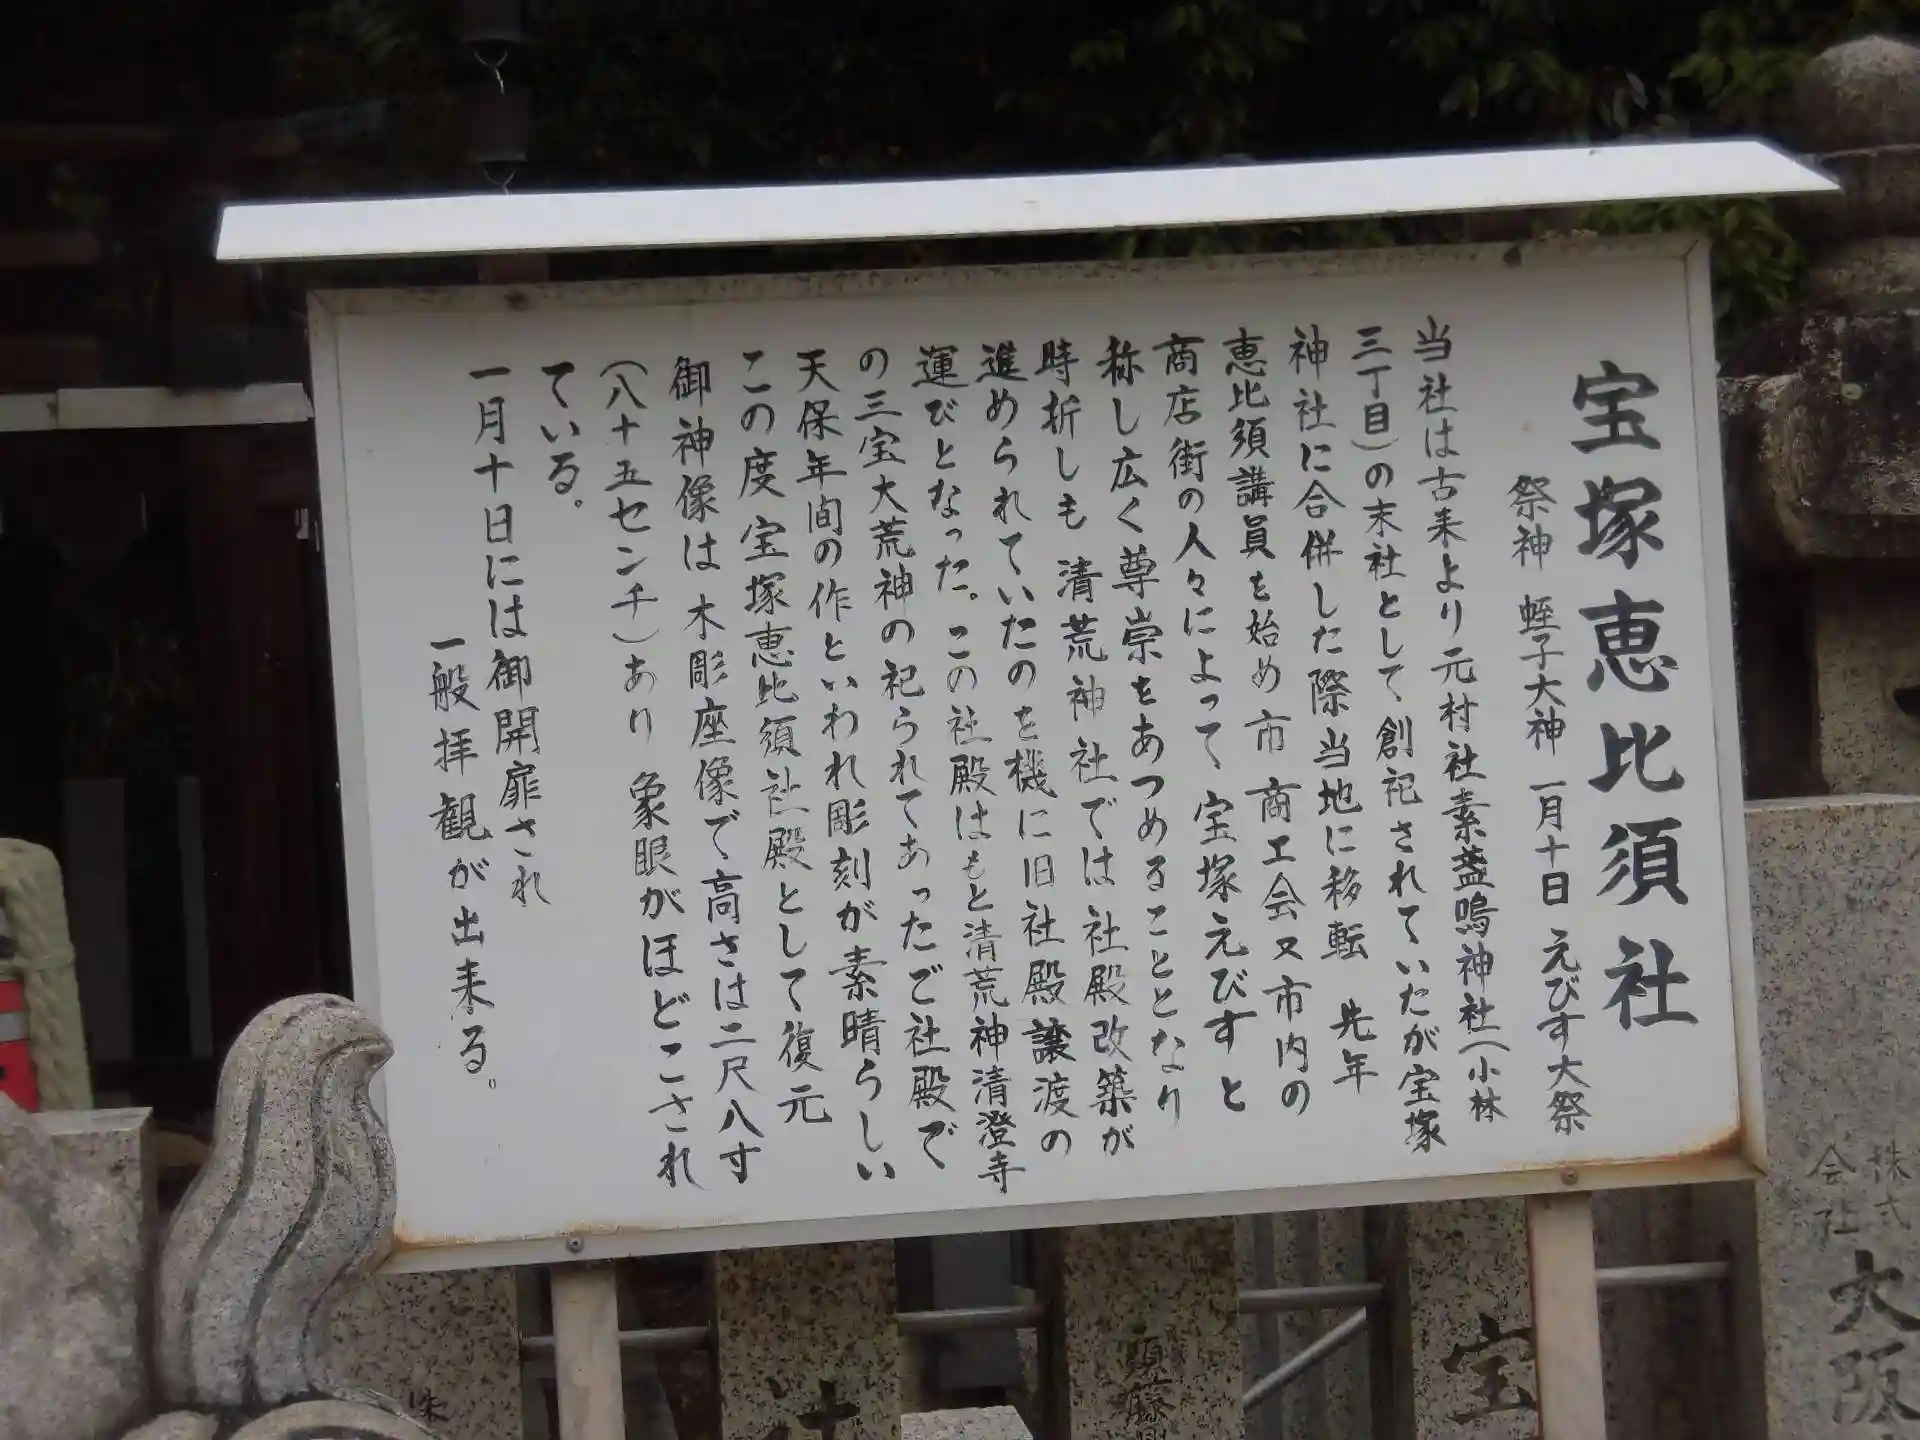 宝塚恵比須社
祭神 蛭子大神 一月十日 えびす大祭
当社は古来より元村社素盞嗚神社(小林
三丁目)の末社として創祀されていたが宝塚
神社に合併した際当地に移転 先年
恵比須講員を始め市商工会又市内の
商店街の人々によって宝塚えびすと
称し広く尊崇をあつめることとなり
時折しも清荒神社では社殿改築が
進められていたのを機に旧社殿譲渡の
運びとなった。この社殿はもと清荒神清澄寺
の三宝大荒神の祀られてあったご社殿で
天保年間の作といわれ彫刻が素晴らしい
この度宝塚恵比須社殿として復元
御神像は木彫座像で高さは二尺八寸
(八十五センチ)あり 象眼がほどこされ
ている。
一月十日には御開扉され
一般拝観が出来る。
株式
会社
大阪
宝
須藤
社
株